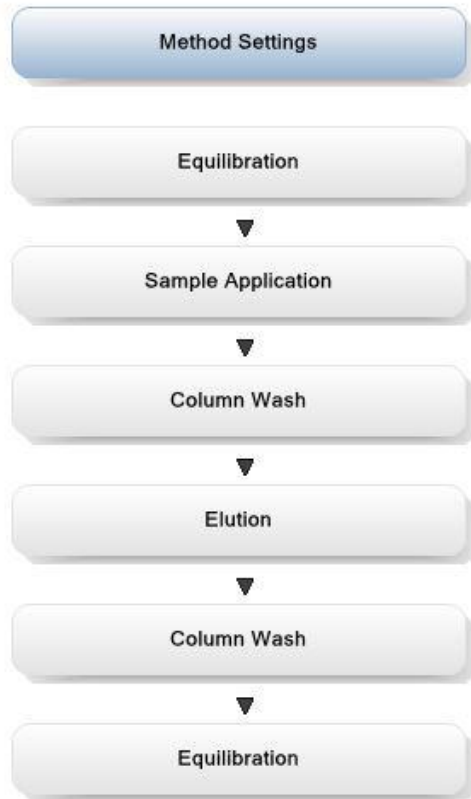 Method Settings
Equilibration
Sample Application
Column Wash
Elution
Column Wash
Equilibration